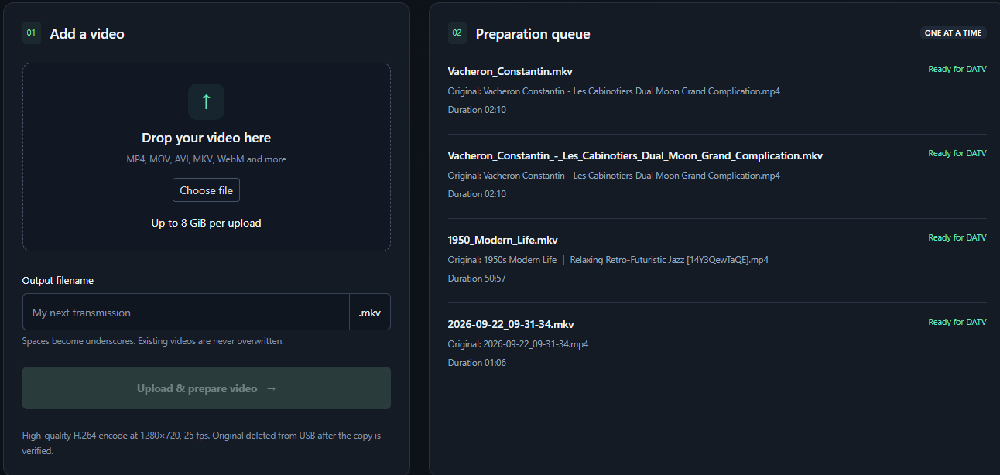 01 Add a video
↑
Drop your video here
MP4, MOV, AVI, MKV, WebM and more
Choose file
Up to 8 GiB per upload
Output filename
My next transmission .mkv
Spaces become underscores. Existing videos are never overwritten.
Upload & prepare video →
High-quality H.264 encode at 1280×720, 25 fps. Original deleted from USB after the copy is
verified.
02 Preparation queue ONE AT A TIME
Vacheron_Constantin.mkv Ready for DATV
Original: Vacheron Constantin - Les Cabinotiers Dual Moon Grand Complication.mp4
Duration 02:10
Vacheron_Constantin_-_Les_Cabinotiers_Dual_Moon_Grand_Complication.mkv Ready for DATV
Original: Vacheron Constantin - Les Cabinotiers Dual Moon Grand Complication.mp4
Duration 02:10
1950_Modern_Life.mkv Ready for DATV
Original: 1950s Modern Life ｜ Relaxing Retro-Futuristic Jazz [14Y3QewTaQE].mp4
Duration 50:57
2026-09-22_09-31-34.mkv Ready for DATV
Original: 2026-09-22_09-31-34.mp4
Duration 01:06